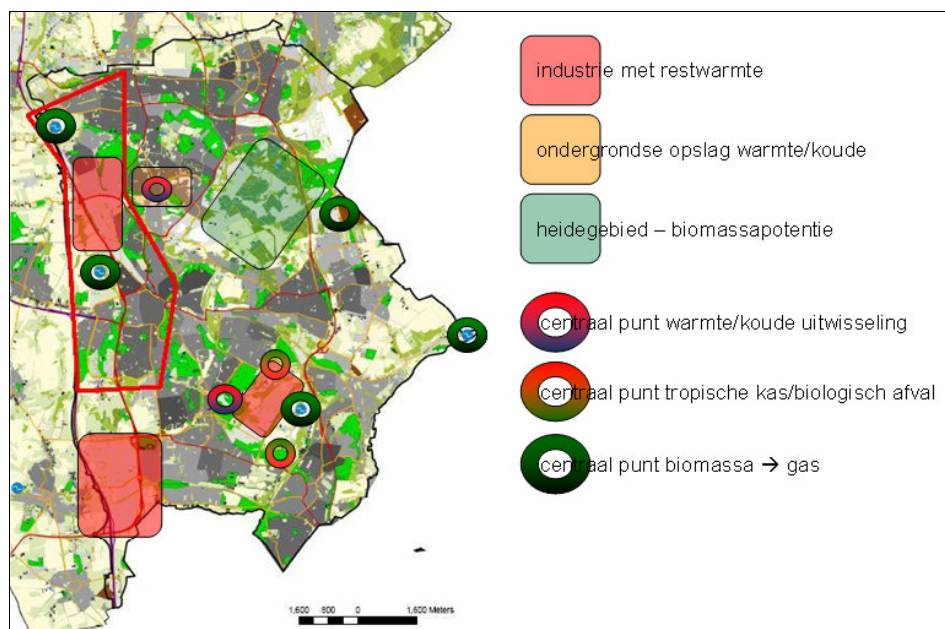 industrie met restwarmte
ondergrondse opslag warmte/koude
heidegebied – biomassapotentie
centraal punt warmte/koude uitwisseling
centraal punt tropische kas/biologisch afval
centraal punt biomassa → gas
1,600 800 0 1,600 Meters